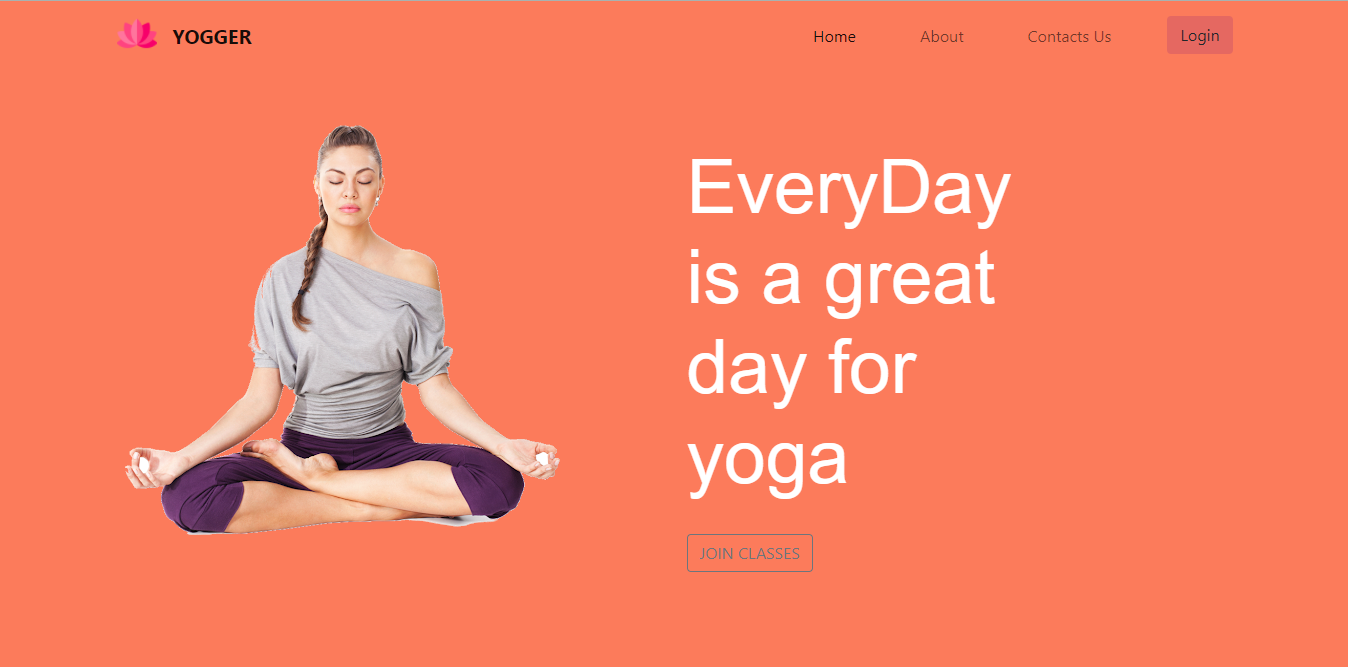 YOGGER
Home
About
Contacts Us
Login
EveryDay
is a great
day for
yoga
JOIN CLASSES